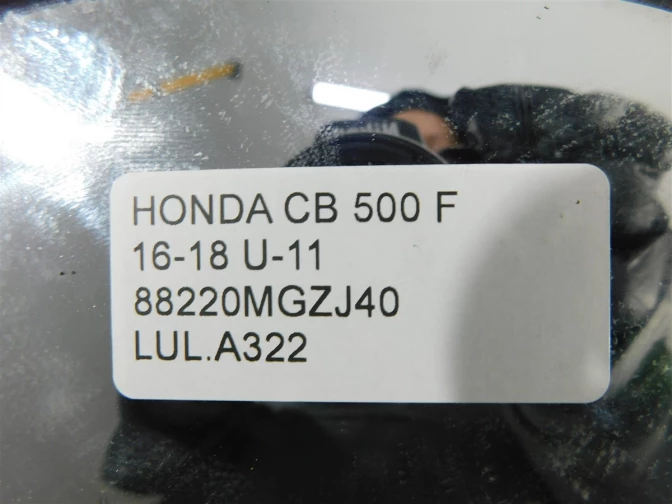 HONDA CB 500 F
16-18 U-11
88220MGZJ40
LUL.A322